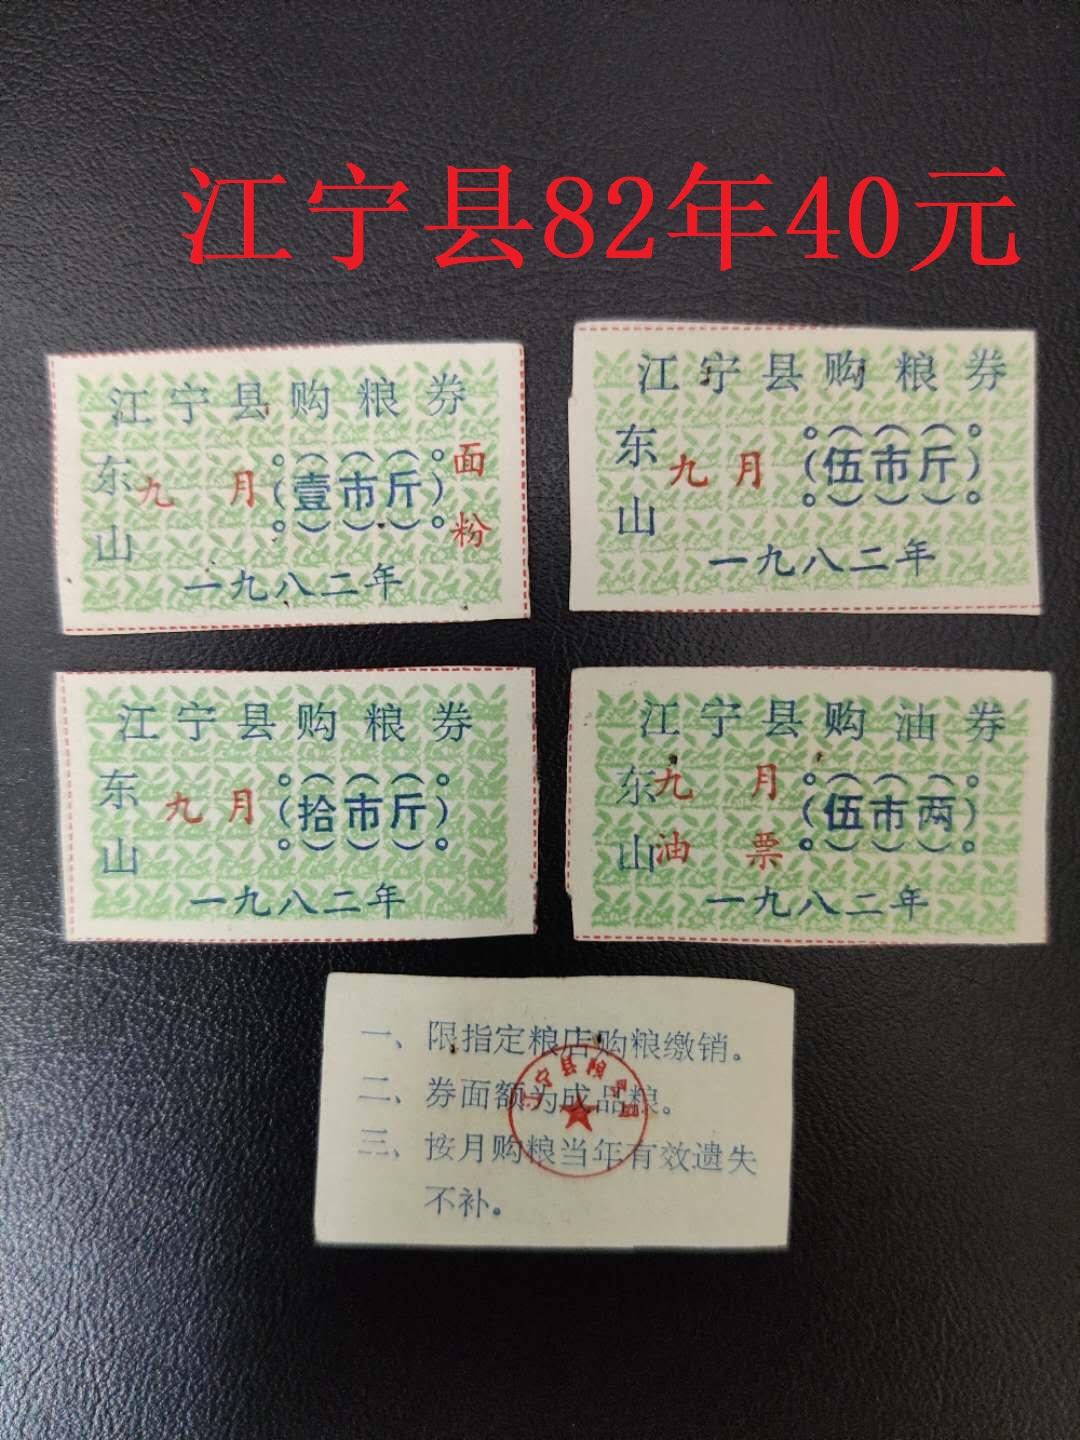 江宁县82年40元
江宁县购粮券
东山
九月
(壹市斤)
面粉
一九八二年
江宁县购粮券
东山
九月
(伍市斤)
一九八二年
江宁县购粮券
东山
九月
(拾市斤)
一九八二年
江宁县购油券
东山
九月
油票
(伍市两)
一九八二年
一、限指定粮店购粮缴销。
二、券面额为成品粮。
三、按月购粮当年有效遗失
不补。
江宁县粮